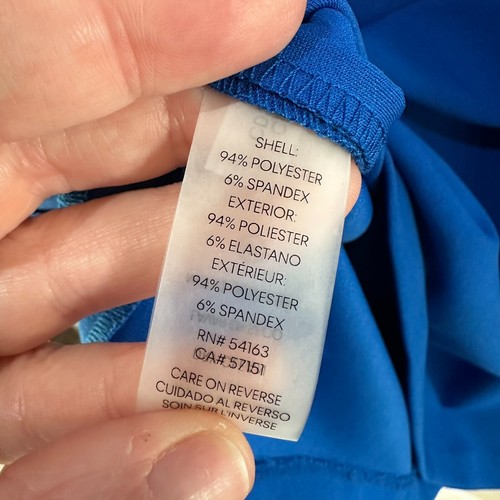 SHELL:
94% POLYESTER
6% SPANDEX
EXTERIOR:
94% POLIESTER
6% ELASTANO
EXTÉRIEUR:
94% POLYESTER
6% SPANDEX
RN# 54163
CA# 57151
CARE ON REVERSE
CUIDADO AL REVERSO
SOIN SUR L'INVERSE